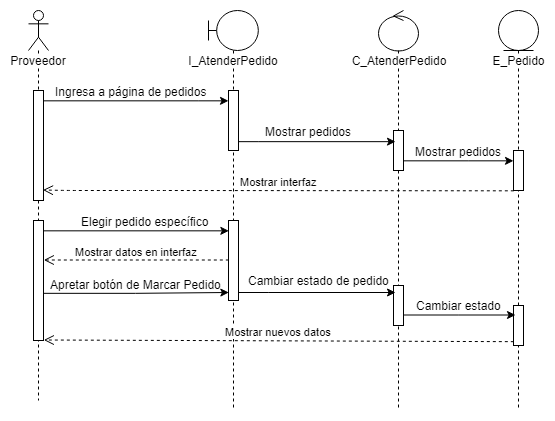 Proveedor
I_AtenderPedido
C_AtenderPedido
E_Pedido
Ingresa a página de pedidos
Mostrar pedidos
Mostrar pedidos
Mostrar interfaz
Elegir pedido específico
Mostrar datos en interfaz
Apretar botón de Marcar Pedido
Cambiar estado de pedido
Cambiar estado
Mostrar nuevos datos